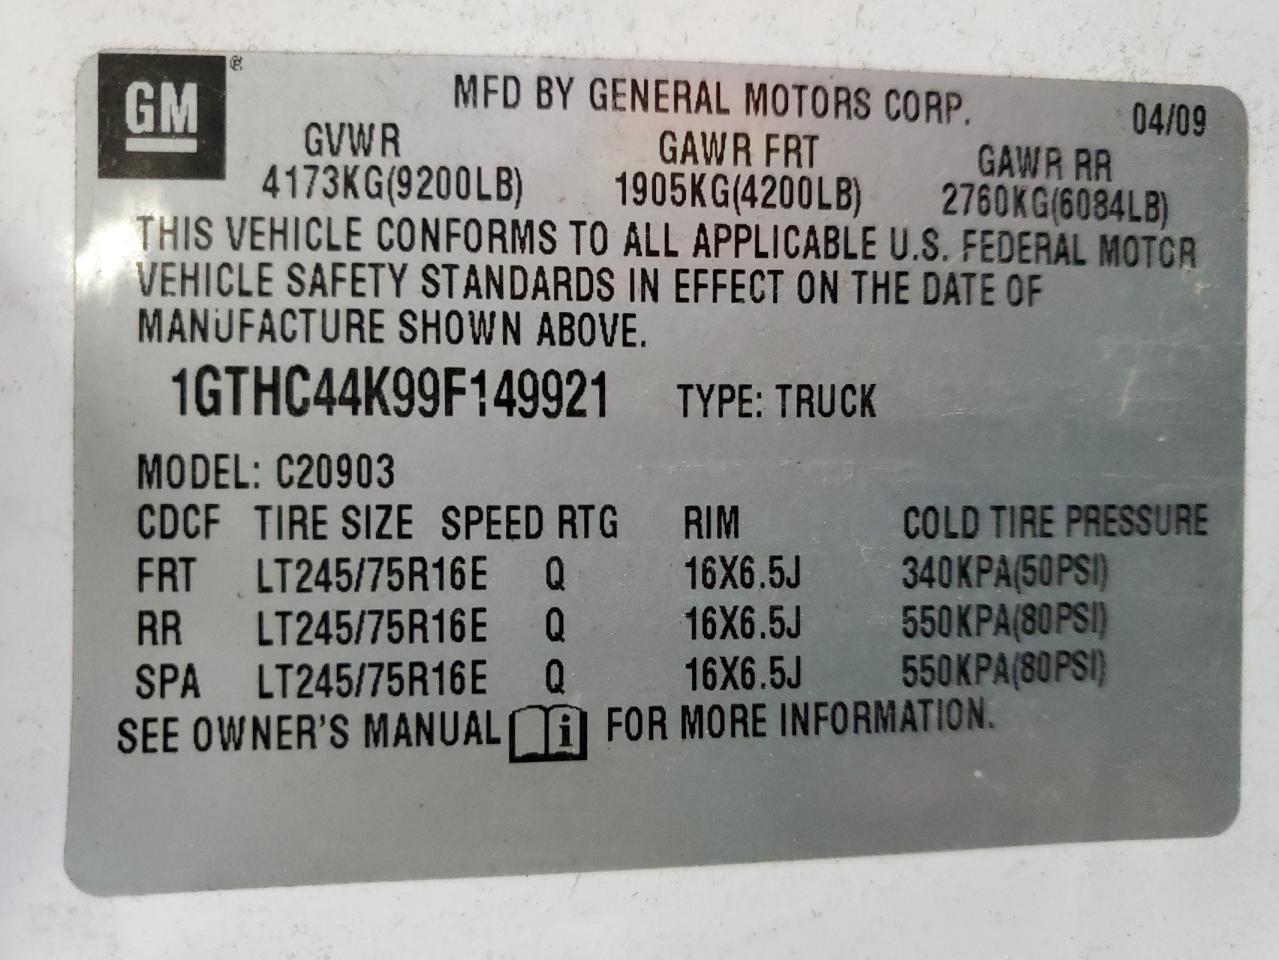 GM®
MFD BY GENERAL MOTORS CORP. 04/09
GVWR GAWR FRT GAWR RR
4173KG(9200LB) 1905KG(4200LB) 2760KG(6084LB)
THIS VEHICLE CONFORMS TO ALL APPLICABLE U.S. FEDERAL MOTOR
VEHICLE SAFETY STANDARDS IN EFFECT ON THE DATE OF
MANUFACTURE SHOWN ABOVE.
1GTHC44K99F149921 TYPE: TRUCK
MODEL: C20903
CDCF TIRE SIZE SPEED RTG RIM COLD TIRE PRESSURE
FRT LT245/75R16E Q 16X6.5J 340KPA(50PSI)
RR LT245/75R16E Q 16X6.5J 550KPA(80PSI)
SPA LT245/75R16E Q 16X6.5J 550KPA(80PSI)
SEE OWNER'S MANUAL i FOR MORE INFORMATION.